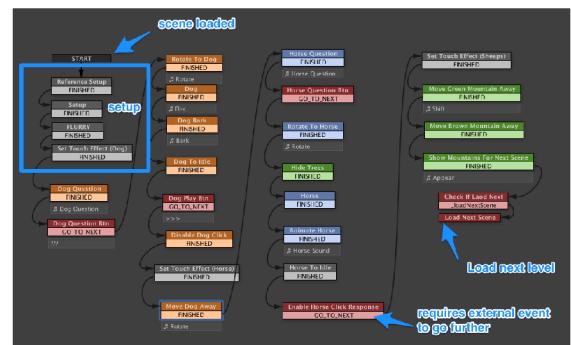 scene loaded
START
Reference Setup
FINISHED
Setup
FINISHED
FLURRY
FINISHED
Set Touch Effect (Dog)
FINISHED
setup
Dog Question
FINISHED
Dog Question
Dog Question Btn
GO_TO_NEXT
???
Rotate To Dog
FINISHED
Rotate
Dog
FINISHED
Dog
Dog Bark
FINISHED
Bark
Dog To Idle
FINISHED
Dog Play Btn
GO_TO_NEXT
>>>
Disable Dog Click
FINISHED
Set Touch Effect (Horse)
FINISHED
Move Dog Away
FINISHED
Rotate
Horse Question
FINISHED
Horse Question
Horse Question Btn
GO_TO_NEXT
Rotate To Horse
FINISHED
Rotate
Hide Trees
FINISHED
Horse
FINISHED
Animate Horse
FINISHED
Horse Sound
Horse To Idle
FINISHED
Enable Horse Click Response
GO_TO_NEXT
requires external event
to go further
Set Touch Effect (Sheeps)
FINISHED
Move Green Mountain Away
FINISHED
Shift
Move Brown Mountain Away
FINISHED
Show Mountains For Next Scene
FINISHED
Appear
Check If Laod Next
_loadNextScene
Load Next Scene
Load next level